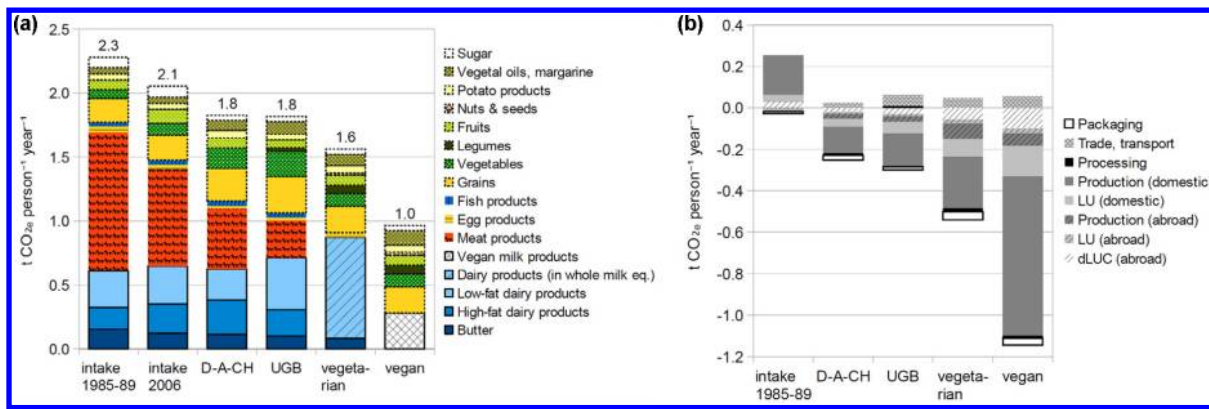 (a)
t CO2e person⁻¹ year⁻¹
2.5
2.0
1.5
1.0
0.5
0.0
2.3
2.1
1.8
1.8
1.6
1.0
intake
1985-89
intake
2006
D-A-CH
UGB
vegeta-
rian
vegan
Sugar
Vegetal oils, margarine
Potato products
Nuts & seeds
Fruits
Legumes
Vegetables
Grains
Fish products
Egg products
Meat products
Vegan milk products
Dairy products (in whole milk eq.)
Low-fat dairy products
High-fat dairy products
Butter
(b)
t CO2e person⁻¹ year⁻¹
0.4
0.2
0.0
-0.2
-0.4
-0.6
-0.8
-1.0
-1.2
intake
1985-89
D-A-CH
UGB
vegeta-
rian
vegan
Packaging
Trade, transport
Processing
Production (domestic)
LU (domestic)
Production (abroad)
LU (abroad)
dLUC (abroad)